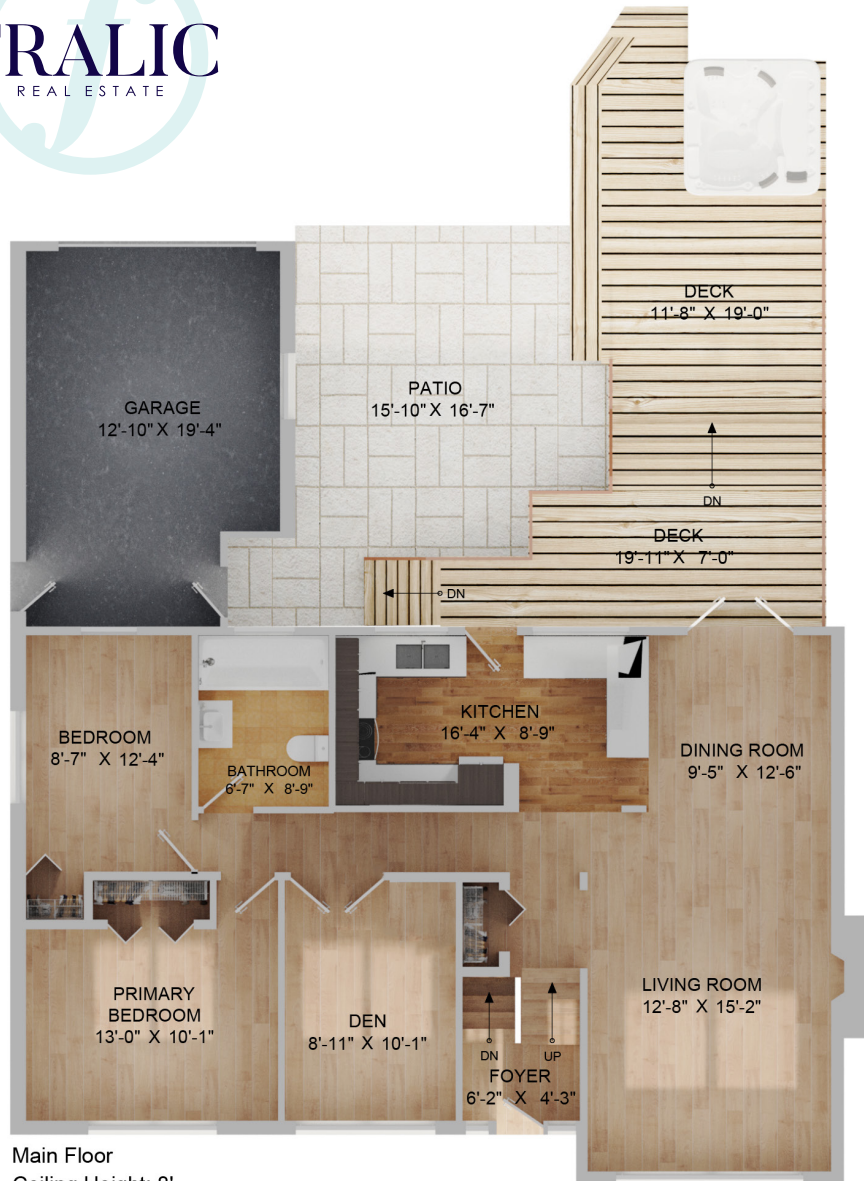 RALIC
REAL ESTATE
DECK
11'-8" X 19'-0"
PATIO
15'-10" X 16'-7"
GARAGE
12'-10" X 19'-4"
DN
DECK
19'-11" X 7'-0"
DN
KITCHEN
16'-4" X 8'-9"
BEDROOM
8'-7" X 12'-4"
DINING ROOM
9'-5" X 12'-6"
BATHROOM
6'-7" X 8'-9"
LIVING ROOM
12'-8" X 15'-2"
PRIMARY
BEDROOM
13'-0" X 10'-1"
DEN
8'-11" X 10'-1"
DN
UP
FOYER
6'-2" X 4'-3"
Main Floor
Ceiling Height: 8'